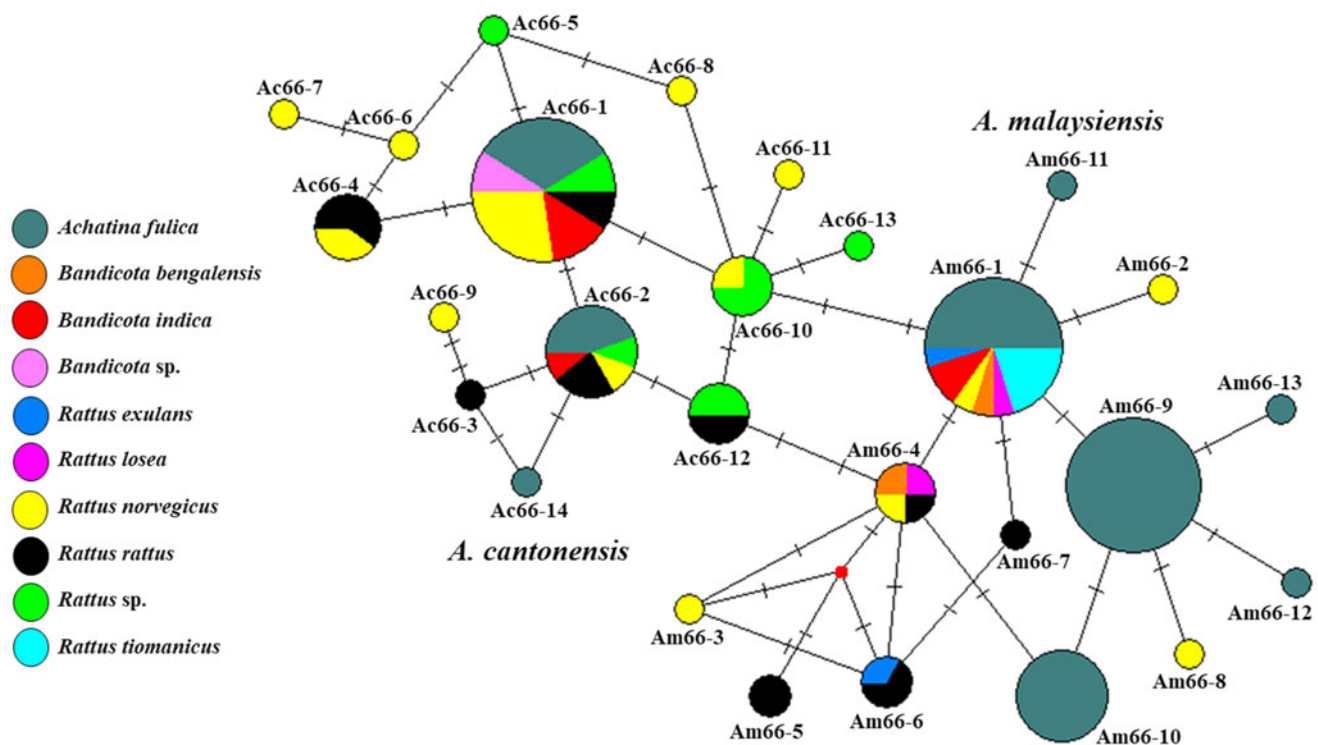 Ac66-5
Ac66-8
Ac66-7
Ac66-6
Ac66-1
A. malaysiensis
Ac66-11
Am66-11
Ac66-4
Ac66-13
Achatina fulica
Bandicota bengalensis
Bandicota indica
Bandicota sp.
Rattus exulans
Rattus losea
Rattus norvegicus
Rattus rattus
Rattus sp.
Rattus tiomanicus
Am66-1
Am66-2
Ac66-9
Ac66-2
Ac66-10
Am66-13
Am66-9
Ac66-3
Ac66-12
Am66-4
Ac66-14
A. cantonensis
Am66-7
Am66-12
Am66-3
Am66-8
Am66-5
Am66-6
Am66-10